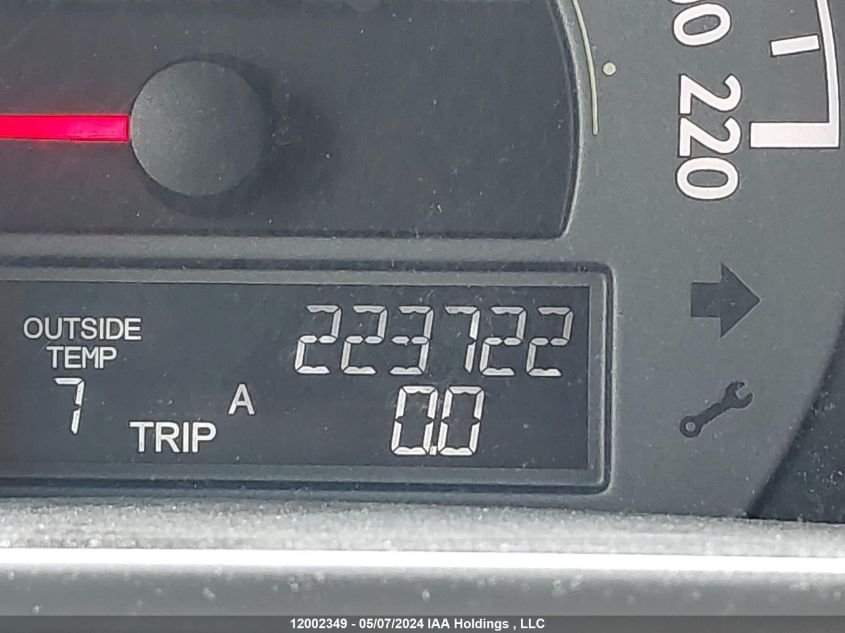 220
OUTSIDE 223722
TEMP
7 A 0.0
TRIP
12002349 - 05/07/2024 IAA Holdings , LLC